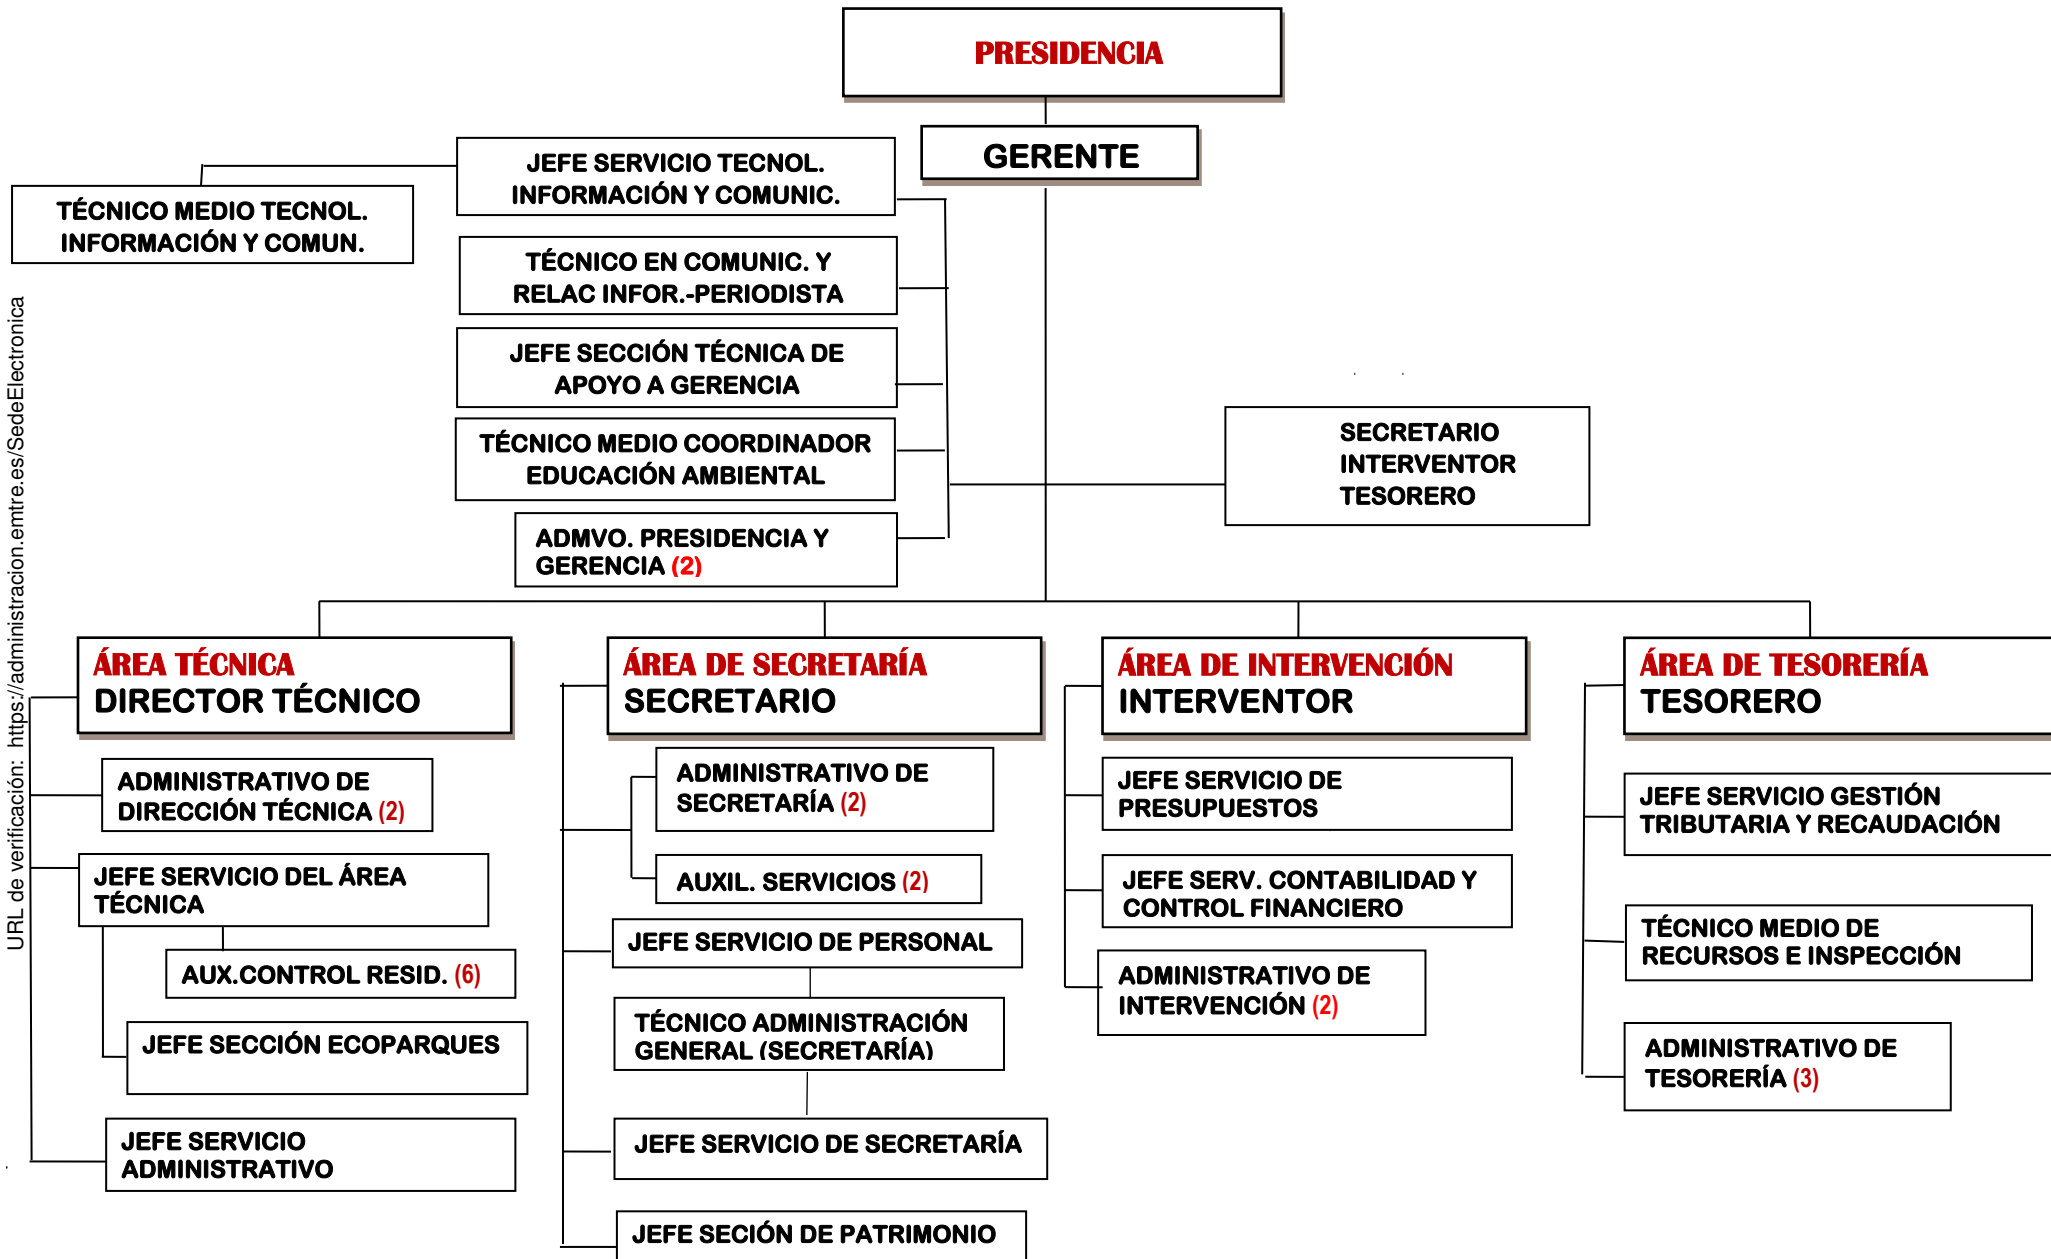 PRESIDENCIA
GERENTE
JEFE SERVICIO TECNOL.
INFORMACIÓN Y COMUNIC.
TÉCNICO MEDIO TECNOL.
INFORMACIÓN Y COMUN.
TÉCNICO EN COMUNIC. Y
RELAC INFOR.-PERIODISTA
JEFE SECCIÓN TÉCNICA DE
APOYO A GERENCIA
TÉCNICO MEDIO COORDINADOR
EDUCACIÓN AMBIENTAL
ADMVO. PRESIDENCIA Y
GERENCIA (2)
SECRETARIO
INTERVENTOR
TESORERO
URL de verificación: https://administracion.emtre.es/SedeElectronica
ÁREA TÉCNICA
DIRECTOR TÉCNICO
ADMINISTRATIVO DE
DIRECCIÓN TÉCNICA (2)
JEFE SERVICIO DEL ÁREA
TÉCNICA
AUX.CONTROL RESID. (6)
JEFE SECCIÓN ECOPARQUES
JEFE SERVICIO
ADMINISTRATIVO
ÁREA DE SECRETARÍA
SECRETARIO
ADMINISTRATIVO DE
SECRETARÍA (2)
AUXIL. SERVICIOS (2)
JEFE SERVICIO DE PERSONAL
TÉCNICO ADMINISTRACIÓN
GENERAL (SECRETARÍA)
JEFE SERVICIO DE SECRETARÍA
JEFE SECIÓN DE PATRIMONIO
ÁREA DE INTERVENCIÓN
INTERVENTOR
JEFE SERVICIO DE
PRESUPUESTOS
JEFE SERV. CONTABILIDAD Y
CONTROL FINANCIERO
ADMINISTRATIVO DE
INTERVENCIÓN (2)
ÁREA DE TESORERÍA
TESORERO
JEFE SERVICIO GESTIÓN
TRIBUTARIA Y RECAUDACIÓN
TÉCNICO MEDIO DE
RECURSOS E INSPECCIÓN
ADMINISTRATIVO DE
TESORERÍA (3)